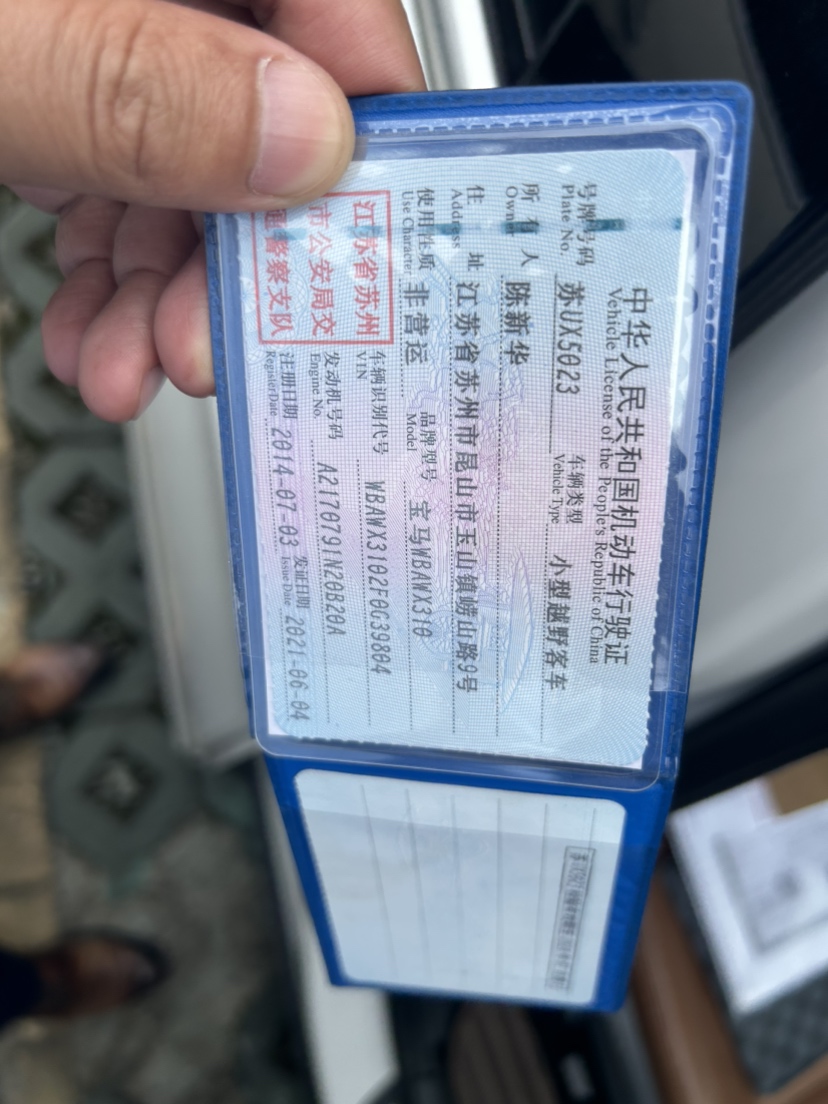 中华人民共和国机动车行驶证
Vehicle License of the People's Republic of China
号牌号码 苏UX5023 车辆类型 小型越野客车
Plate No. Vehicle Type
所有人 陈新华
Owner
住址 江苏省苏州市昆山市玉山镇崂山路9号
Address
使用性质 非营运 品牌型号 宝马WBAWX310
Use Character Model
江苏省苏州
市公安局交
警察支队
车辆识别代号 WBAWX3102F0G39804
VIN
发动机号码 A2170791N20B20A
Engine No.
注册日期 2014-07-03 发证日期 2021-06-04
Register Date Issue Date